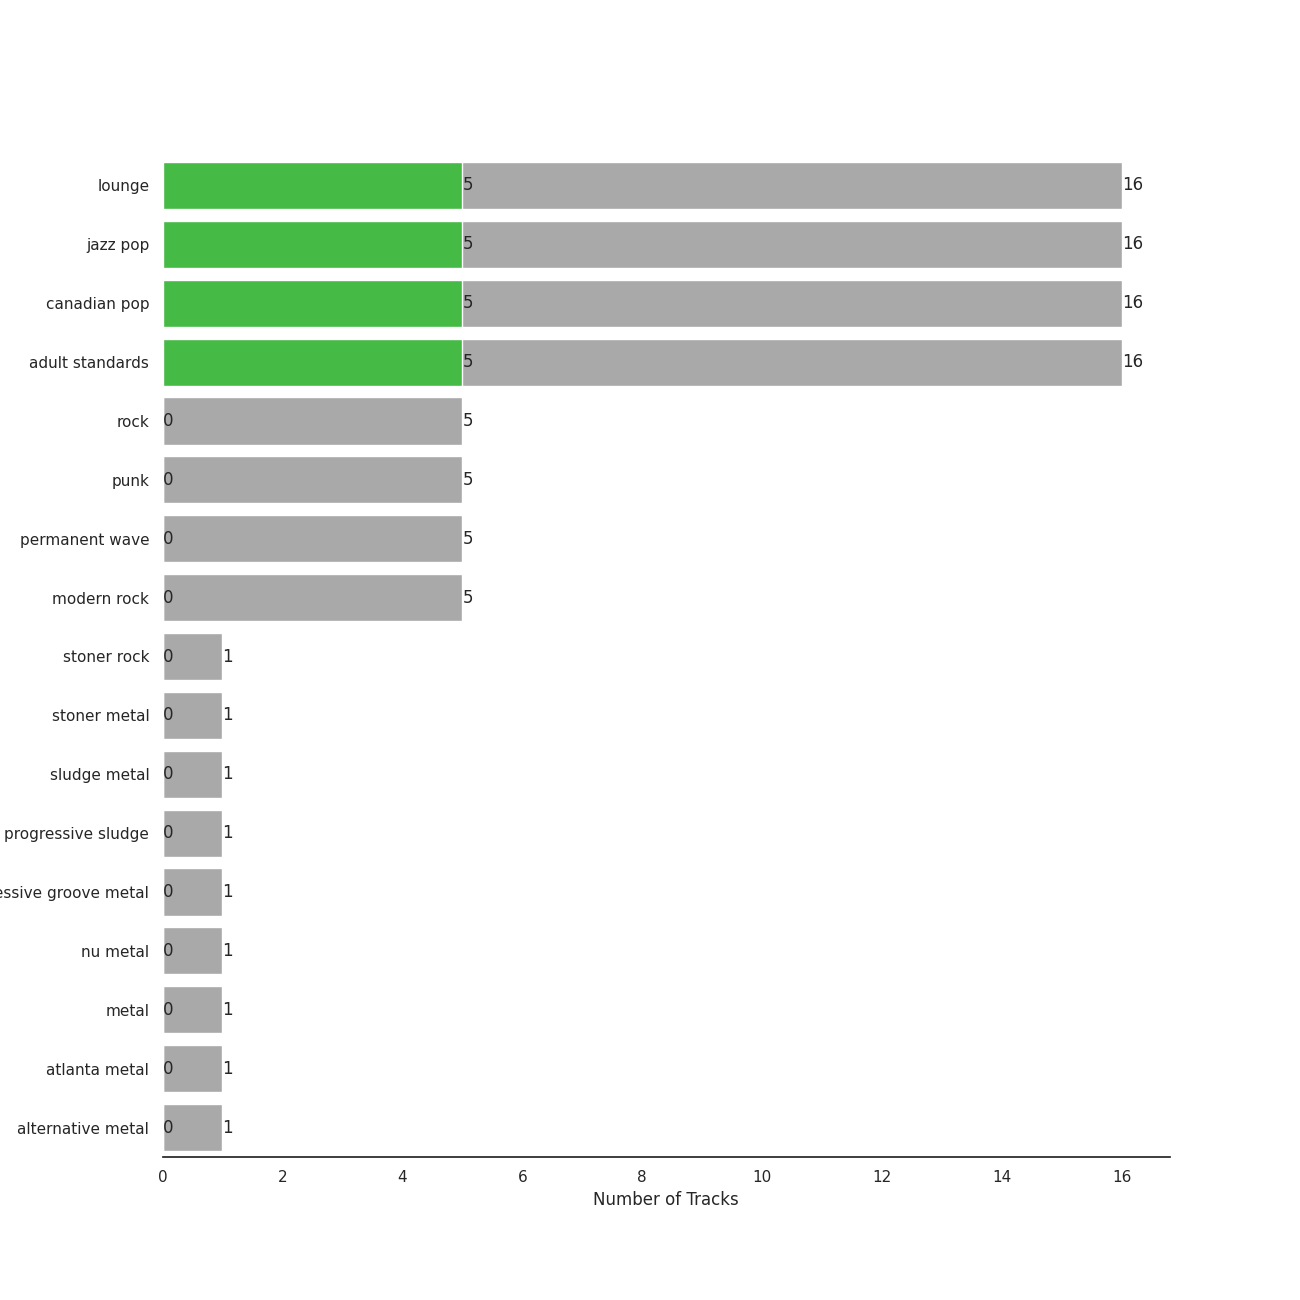 lounge 5 16
jazz pop 5 16
canadian pop 5 16
adult standards 5 16
rock 0 5
punk 0 5
permanent wave 0 5
modern rock 0 5
stoner rock 0 1
stoner metal 0 1
sludge metal 0 1
progressive sludge 0 1
groove metal 0 1
nu metal 0 1
metal 0 1
atlanta metal 0 1
alternative metal 0 1
0 2 4 6 8 10 12 14 16
Number of Tracks